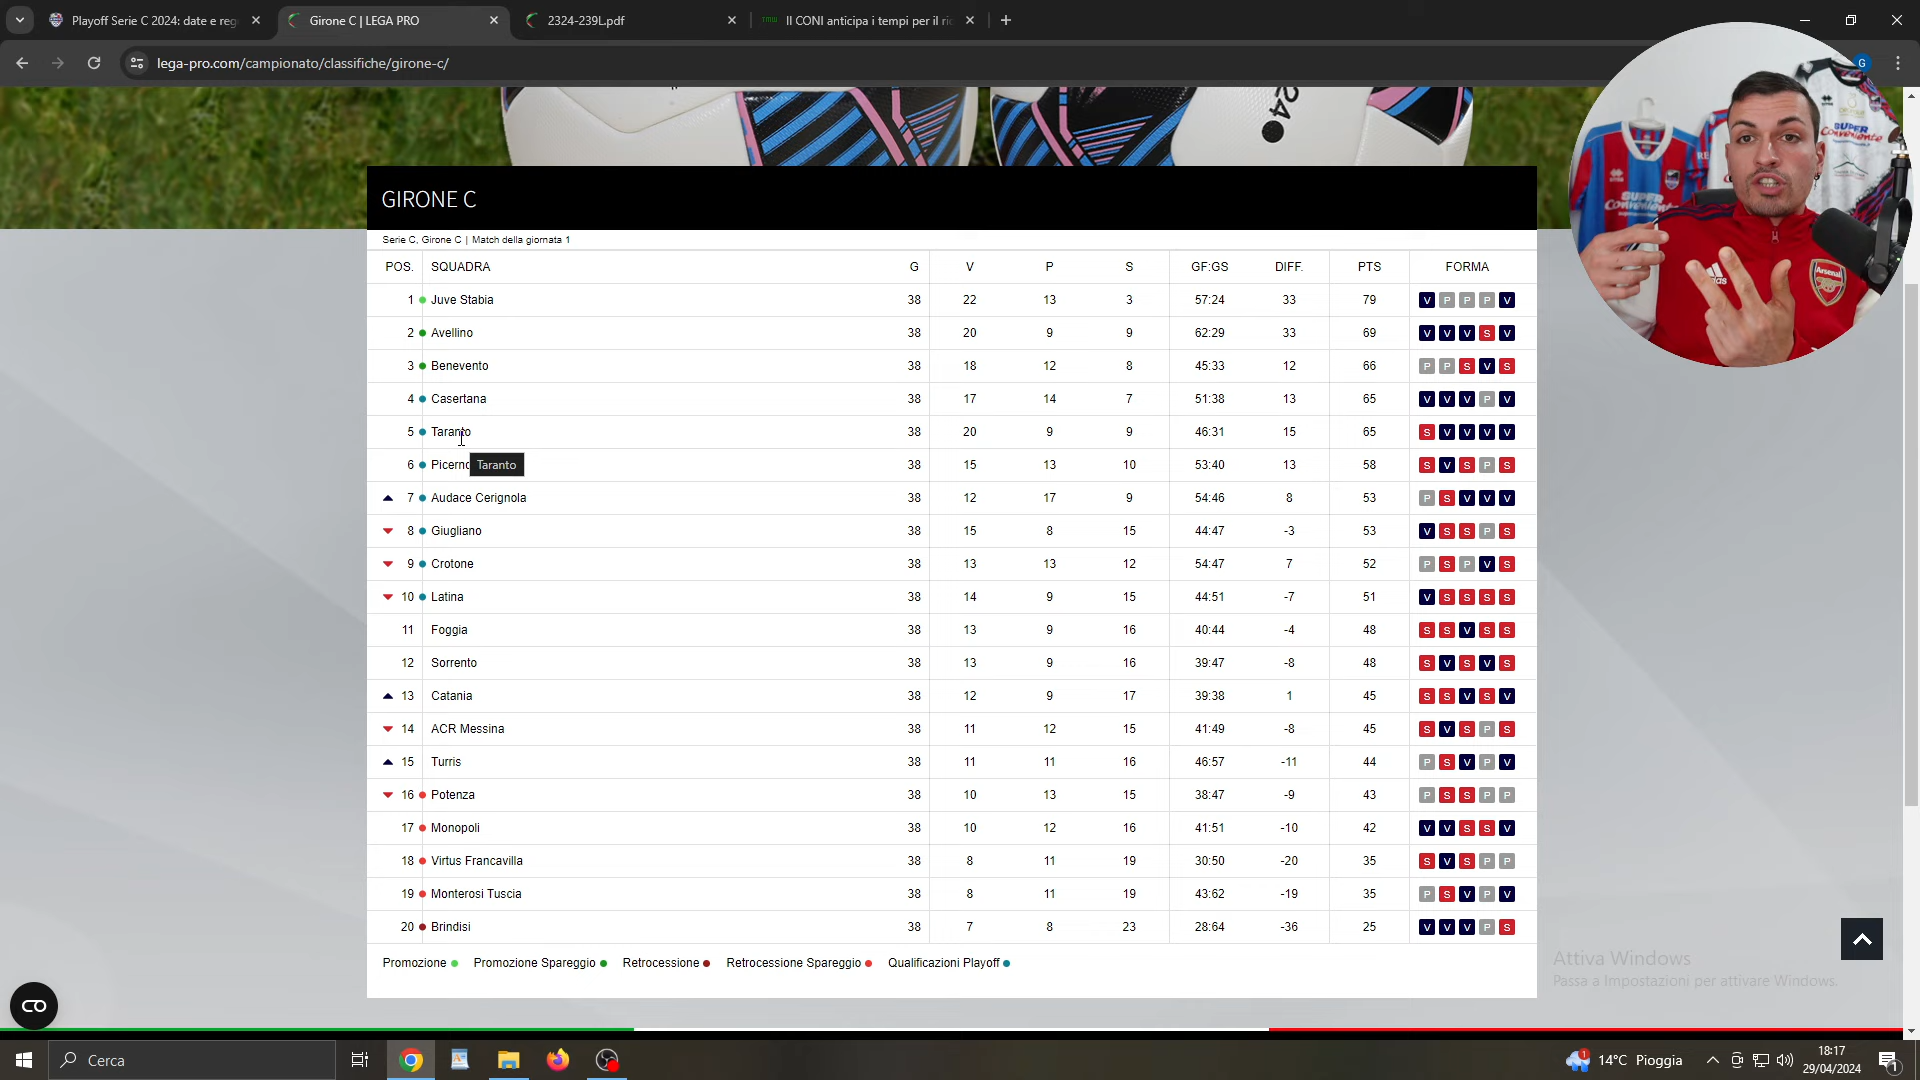 Playoff Serie C 2024: date e reg
Girone C | LEGA PRO
2324-239L.pdf
Il CONI anticipa i tempi per il ri
lega-pro.com/campionato/classifiche/girone-c/
G
24
SUPER Conveniente
SUPER Conveniente
Arsenal
GIRONE C
Serie C, Girone C | Match della giornata 1
POS. SQUADRA G V P S GF:GS DIFF. PTS FORMA
1 Juve Stabia 38 22 13 3 57:24 33 79 V P P P V
2 Avellino 38 20 9 9 62:29 33 69 V V V S V
3 Benevento 38 18 12 8 45:33 12 66 P P S V S
4 Casertana 38 17 14 7 51:38 13 65 V V V P V
5 Taranto 38 20 9 9 46:31 15 65 S V V V V
6 Picerno 38 15 13 10 53:40 13 58 S V S P S
Taranto
7 Audace Cerignola 38 12 17 9 54:46 8 53 P S V V V
8 Giugliano 38 15 8 15 44:47 -3 53 V S S P S
9 Crotone 38 13 13 12 54:47 7 52 P S P V S
10 Latina 38 14 9 15 44:51 -7 51 V S S S S
11 Foggia 38 13 9 16 40:44 -4 48 S S V S S
12 Sorrento 38 13 9 16 39:47 -8 48 S V S V S
13 Catania 38 12 9 17 39:38 1 45 S S V S V
14 ACR Messina 38 11 12 15 41:49 -8 45 S V S P S
15 Turris 38 11 11 16 46:57 -11 44 P S V P V
16 Potenza 38 10 13 15 38:47 -9 43 P S S P P
17 Monopoli 38 10 12 16 41:51 -10 42 V V S S V
18 Virtus Francavilla 38 8 11 19 30:50 -20 35 S V S P P
19 Monterosi Tuscia 38 8 11 19 43:62 -19 35 P S V P V
20 Brindisi 38 7 8 23 28:64 -36 25 V V V P S
Promozione Promozione Spareggio Retrocessione Retrocessione Spareggio Qualificazioni Playoff
Attiva Windows
Passa a Impostazioni per attivare Windows.
Cerca
1
14°C Pioggia
18:17
29/04/2024
1